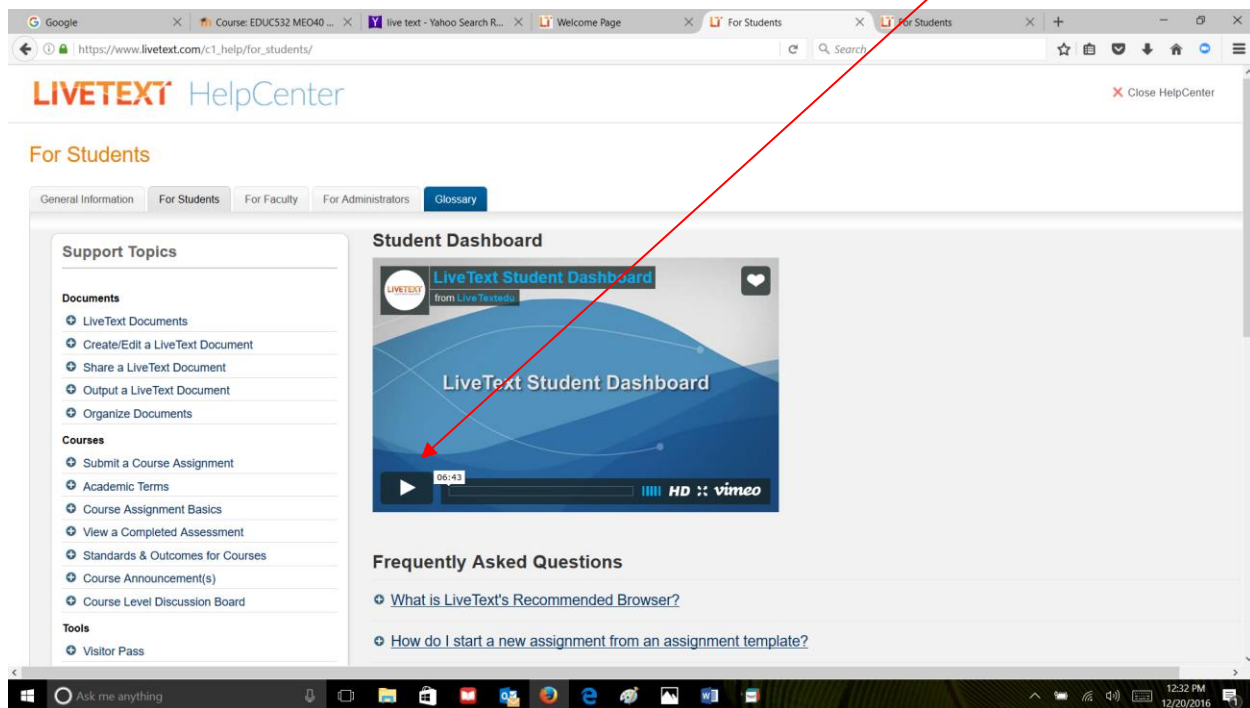 Google
Course: EDUC532 MEO40 ...
live text - Yahoo Search R...
Welcome Page
For Students
For Students
https://www.livetext.com/c1_help/for_students/
Search
LIVETEXT HelpCenter
Close HelpCenter
For Students
General Information
For Students
For Faculty
For Administrators
Glossary
Support Topics
Documents
LiveText Documents
Create/Edit a LiveText Document
Share a LiveText Document
Output a LiveText Document
Organize Documents
Courses
Submit a Course Assignment
Academic Terms
Course Assignment Basics
View a Completed Assessment
Standards & Outcomes for Courses
Course Announcement(s)
Course Level Discussion Board
Tools
Visitor Pass
Student Dashboard
LIVETEXT
LiveText Student Dashboard
from LiveTextedu
LiveText Student Dashboard
06:43
HD vimeo
Frequently Asked Questions
What is LiveText's Recommended Browser?
How do I start a new assignment from an assignment template?
Ask me anything
12:32 PM
12/20/2016